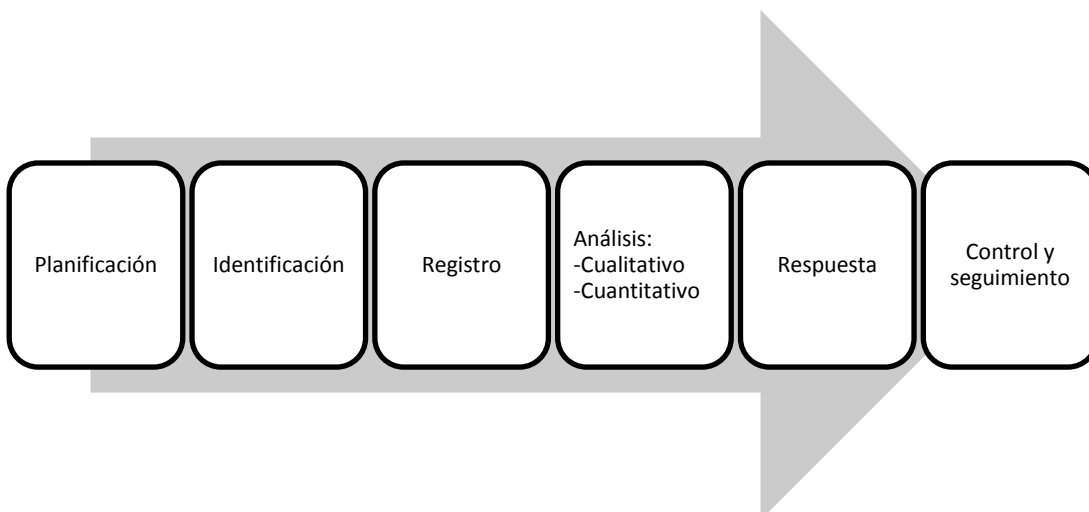 Planificación
Identificación
Registro
Análisis:
-Cualitativo
-Cuantitativo
Respuesta
Control y
seguimiento